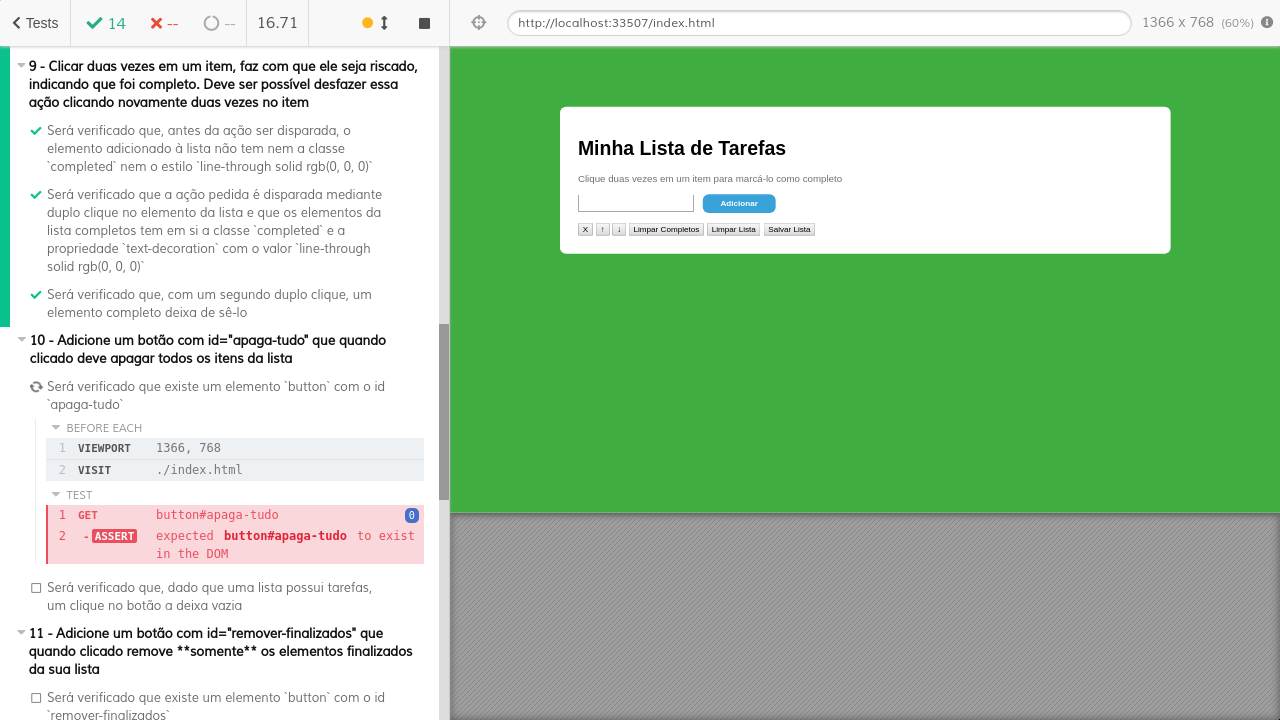 Tests 14 -- -- 16.71
http://localhost:33507/index.html 1366 x 768 (60%)
9 - Clicar duas vezes em um item, faz com que ele seja riscado,
indicando que foi completo. Deve ser possível desfazer essa
ação clicando novamente duas vezes no item
Será verificado que, antes da ação ser disparada, o
elemento adicionado à lista não tem nem a classe
`completed` nem o estilo `line-through solid rgb(0, 0, 0)`
Será verificado que a ação pedida é disparada mediante
duplo clique no elemento da lista e que os elementos da
lista completos tem em si a classe `completed` e a
propriedade `text-decoration` com o valor `line-through
solid rgb(0, 0, 0)`
Será verificado que, com um segundo duplo clique, um
elemento completo deixa de sê-lo
10 - Adicione um botão com id="apaga-tudo" que quando
clicado deve apagar todos os itens da lista
Será verificado que existe um elemento `button` com o id
`apaga-tudo`
BEFORE EACH
1 VIEWPORT 1366, 768
2 VISIT ./index.html
TEST
1 GET button#apaga-tudo 0
2 -ASSERT expected button#apaga-tudo to exist
in the DOM
Será verificado que, dado que uma lista possui tarefas,
um clique no botão a deixa vazia
11 - Adicione um botão com id="remover-finalizados" que
quando clicado remove **somente** os elementos finalizados
da sua lista
Será verificado que existe um elemento `button` com o id
`remover-finalizados`
Minha Lista de Tarefas
Clique duas vezes em um item para marcá-lo como completo
Adicionar
X ↑ ↓ Limpar Completos Limpar Lista Salvar Lista